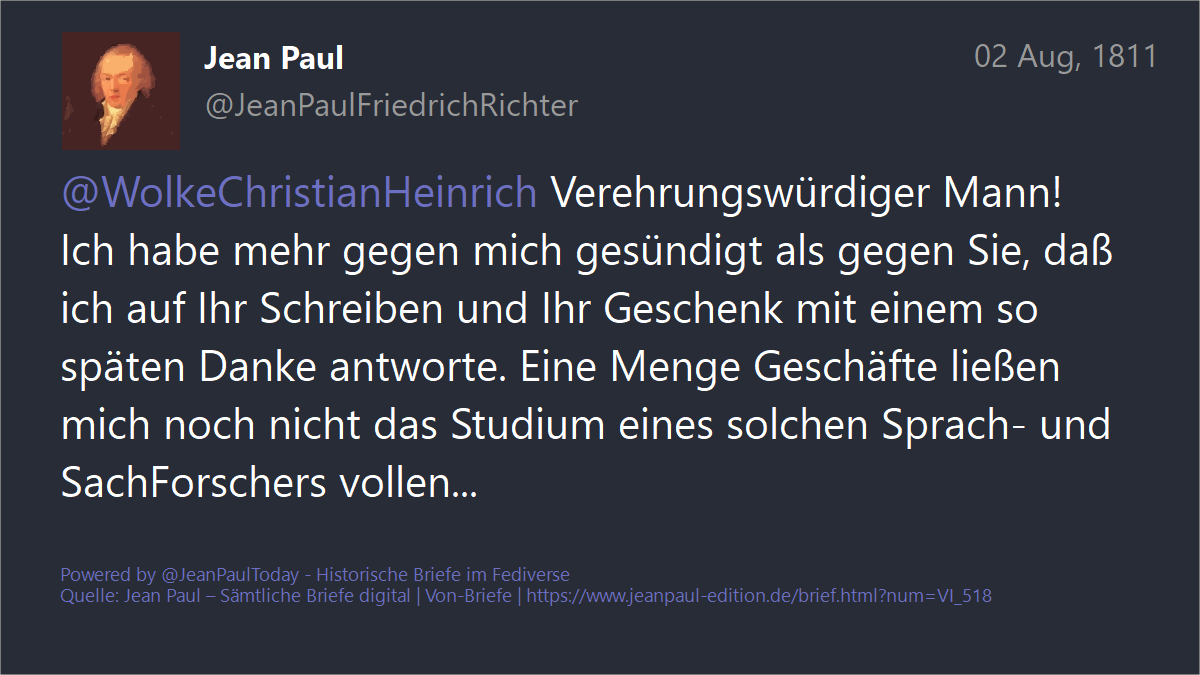 Jean Paul
02 Aug, 1811
@JeanPaulFriedrichRichter
@WolkeChristianHeinrich Verehrungswürdiger Mann!
Ich habe mehr gegen mich gesündigt als gegen Sie, daß
ich auf Ihr Schreiben und Ihr Geschenk mit einem so
späten Danke antworte. Eine Menge Geschäfte ließen
mich noch nicht das Studium eines solchen Sprach- und
SachForschers vollen...
Powered by @JeanPaulToday - Historische Briefe im Fediverse
Quelle: Jean Paul – Sämtliche Briefe digital | Von-Briefe | https://www.jeanpaul-edition.de/brief.html?num=VI_518